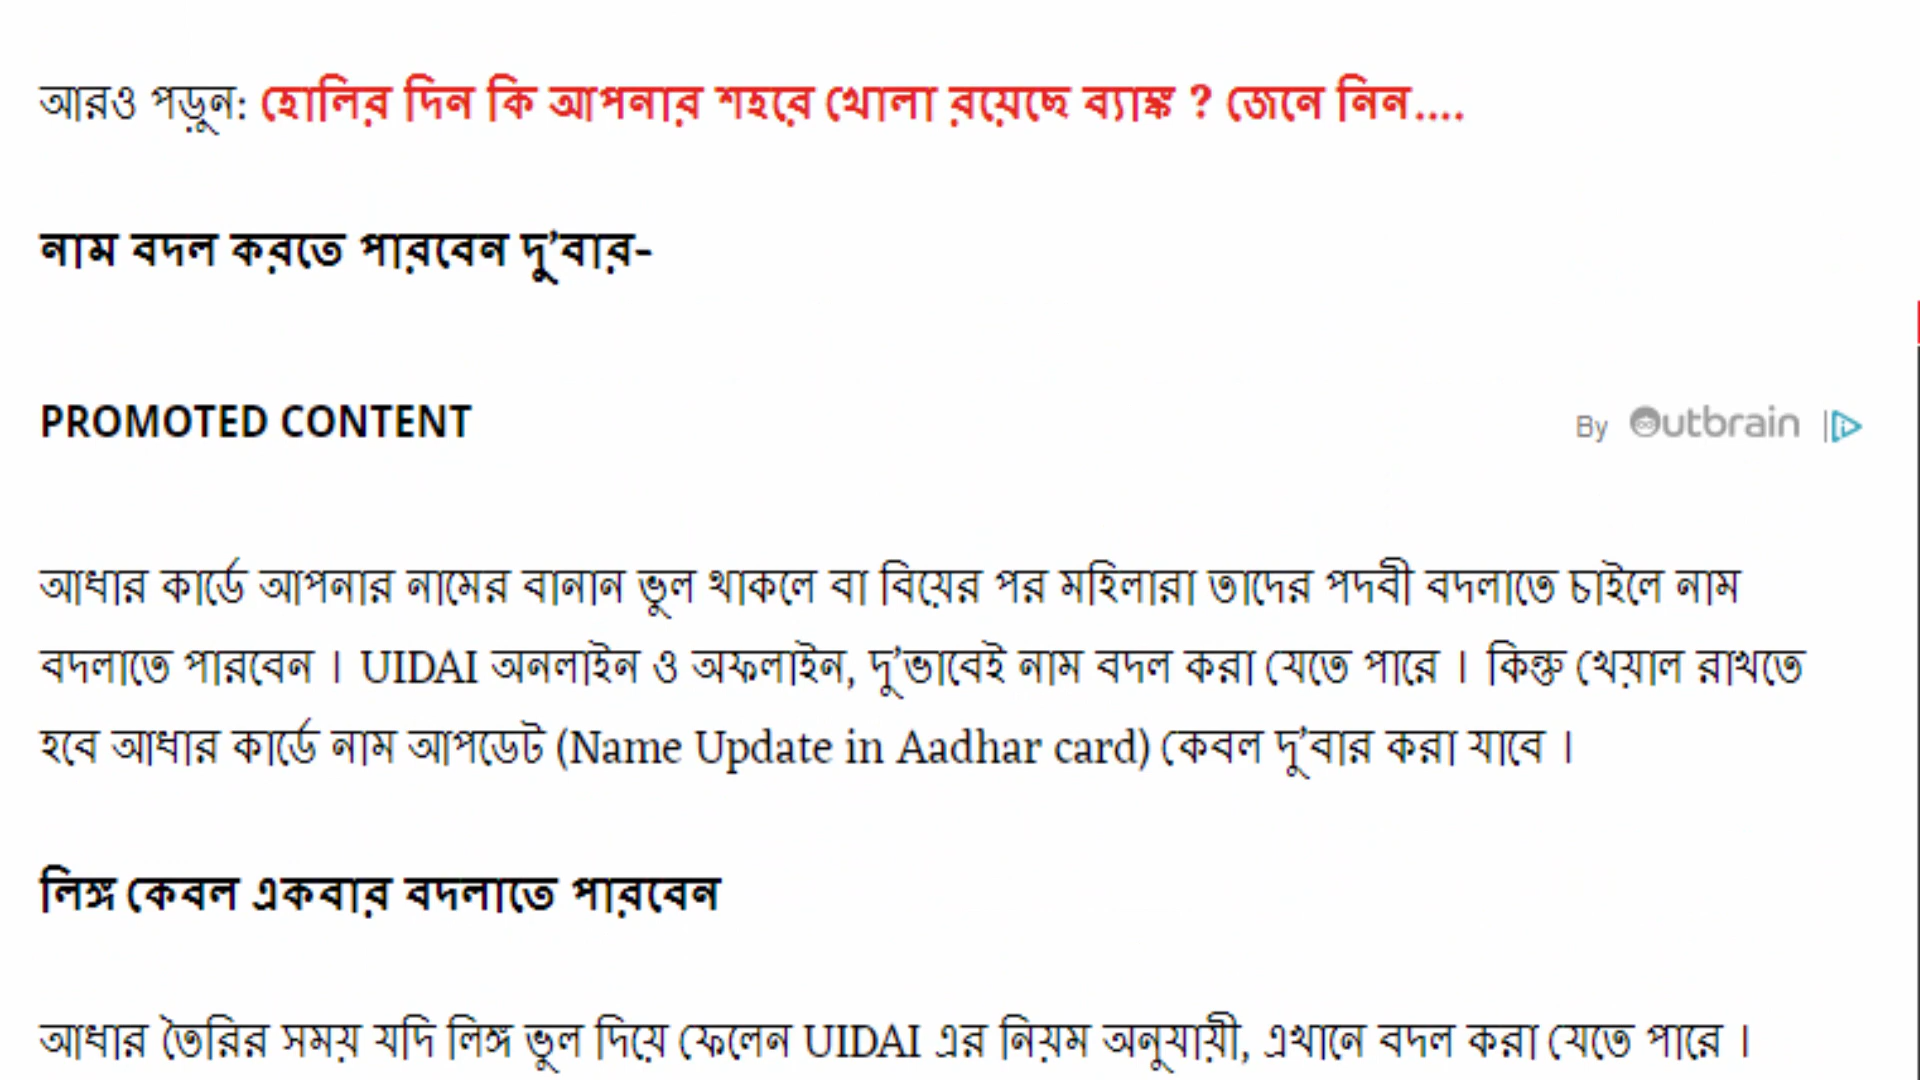 আরও পড়ুন: হোলির দিন কি আপনার শহরে খোলা রয়েছে ব্যাঙ্ক ? জেনে নিন....
নাম বদল করতে পারবেন দু’বার-
PROMOTED CONTENT
By Outbrain
আধার কার্ডে আপনার নামের বানান ভুল থাকলে বা বিয়ের পর মহিলারা তাদের পদবী বদলাতে চাইলে নাম
বদলাতে পারবেন । UIDAI অনলাইন ও অফলাইন, দু’ভাবেই নাম বদল করা যেতে পারে । কিন্তু খেয়াল রাখতে
হবে আধার কার্ডে নাম আপডেট (Name Update in Aadhar card) কেবল দু’বার করা যাবে ।
লিঙ্গ কেবল একবার বদলাতে পারবেন
আধার তৈরির সময় যদি লিঙ্গ ভুল দিয়ে ফেলেন UIDAI এর নিয়ম অনুযায়ী, এখানে বদল করা যেতে পারে ।